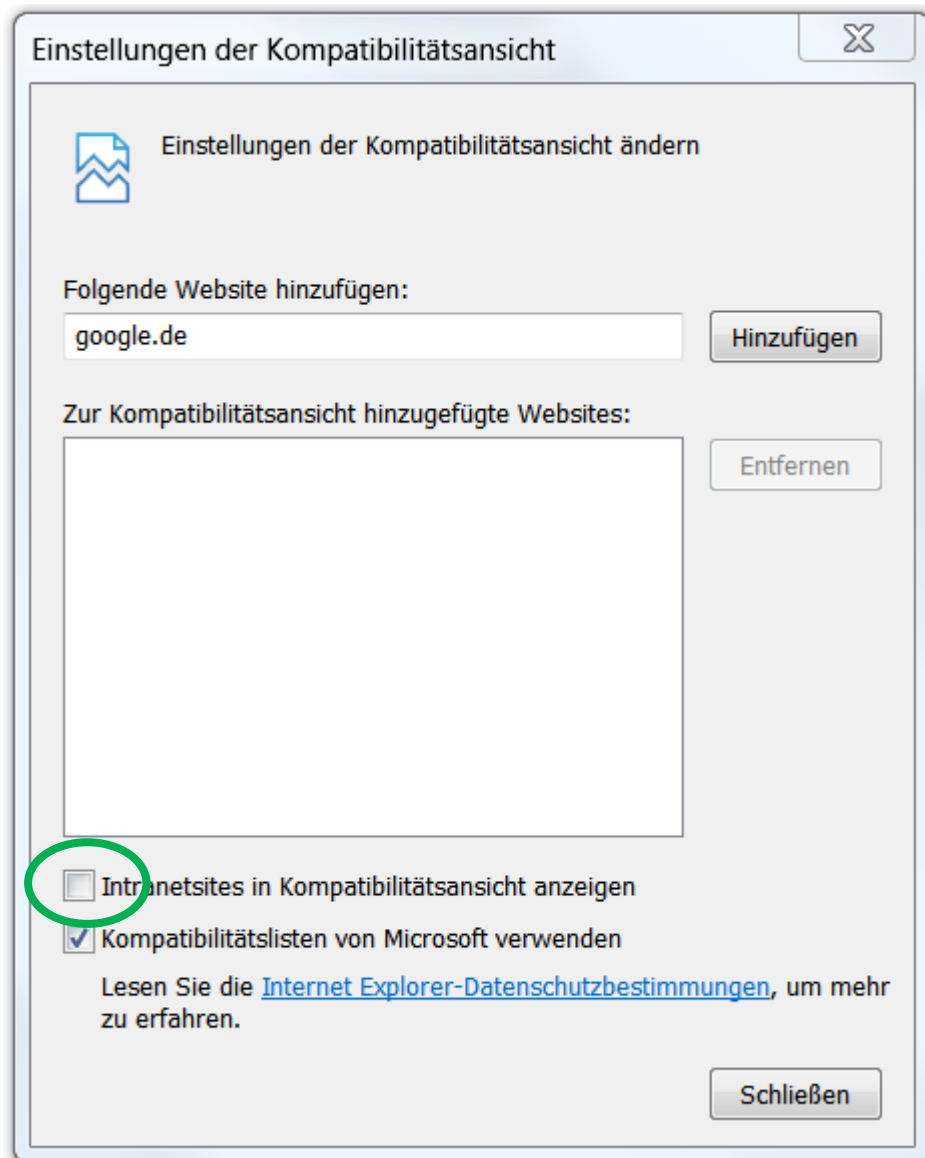 Einstellungen der Kompatibilitätsansicht
Einstellungen der Kompatibilitätsansicht ändern
Folgende Website hinzufügen:
google.de
Hinzufügen
Zur Kompatibilitätsansicht hinzugefügte Websites:
Entfernen
Intranetsites in Kompatibilitätsansicht anzeigen
Kompatibilitätslisten von Microsoft verwenden
Lesen Sie die Internet Explorer-Datenschutzbestimmungen, um mehr
zu erfahren.
Schließen